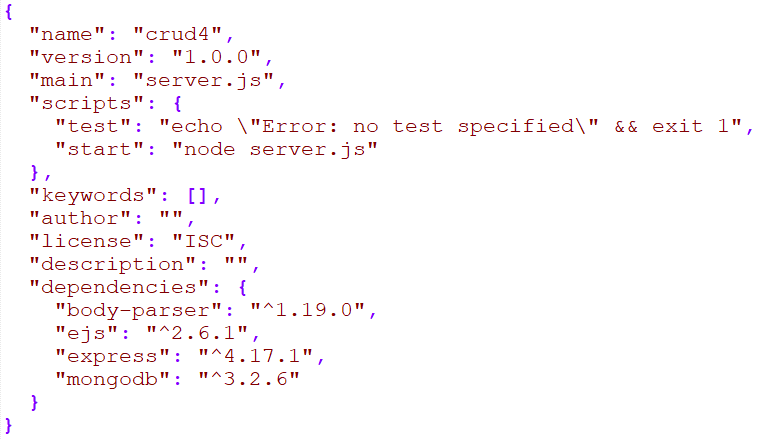 {
  "name": "crud4",
  "version": "1.0.0",
  "main": "server.js",
  "scripts": {
    "test": "echo \"Error: no test specified\" && exit 1",
    "start": "node server.js"
  },
  "keywords": [],
  "author": "",
  "license": "ISC",
  "description": "",
  "dependencies": {
    "body-parser": "^1.19.0",
    "ejs": "^2.6.1",
    "express": "^4.17.1",
    "mongodb": "^3.2.6"
  }
}